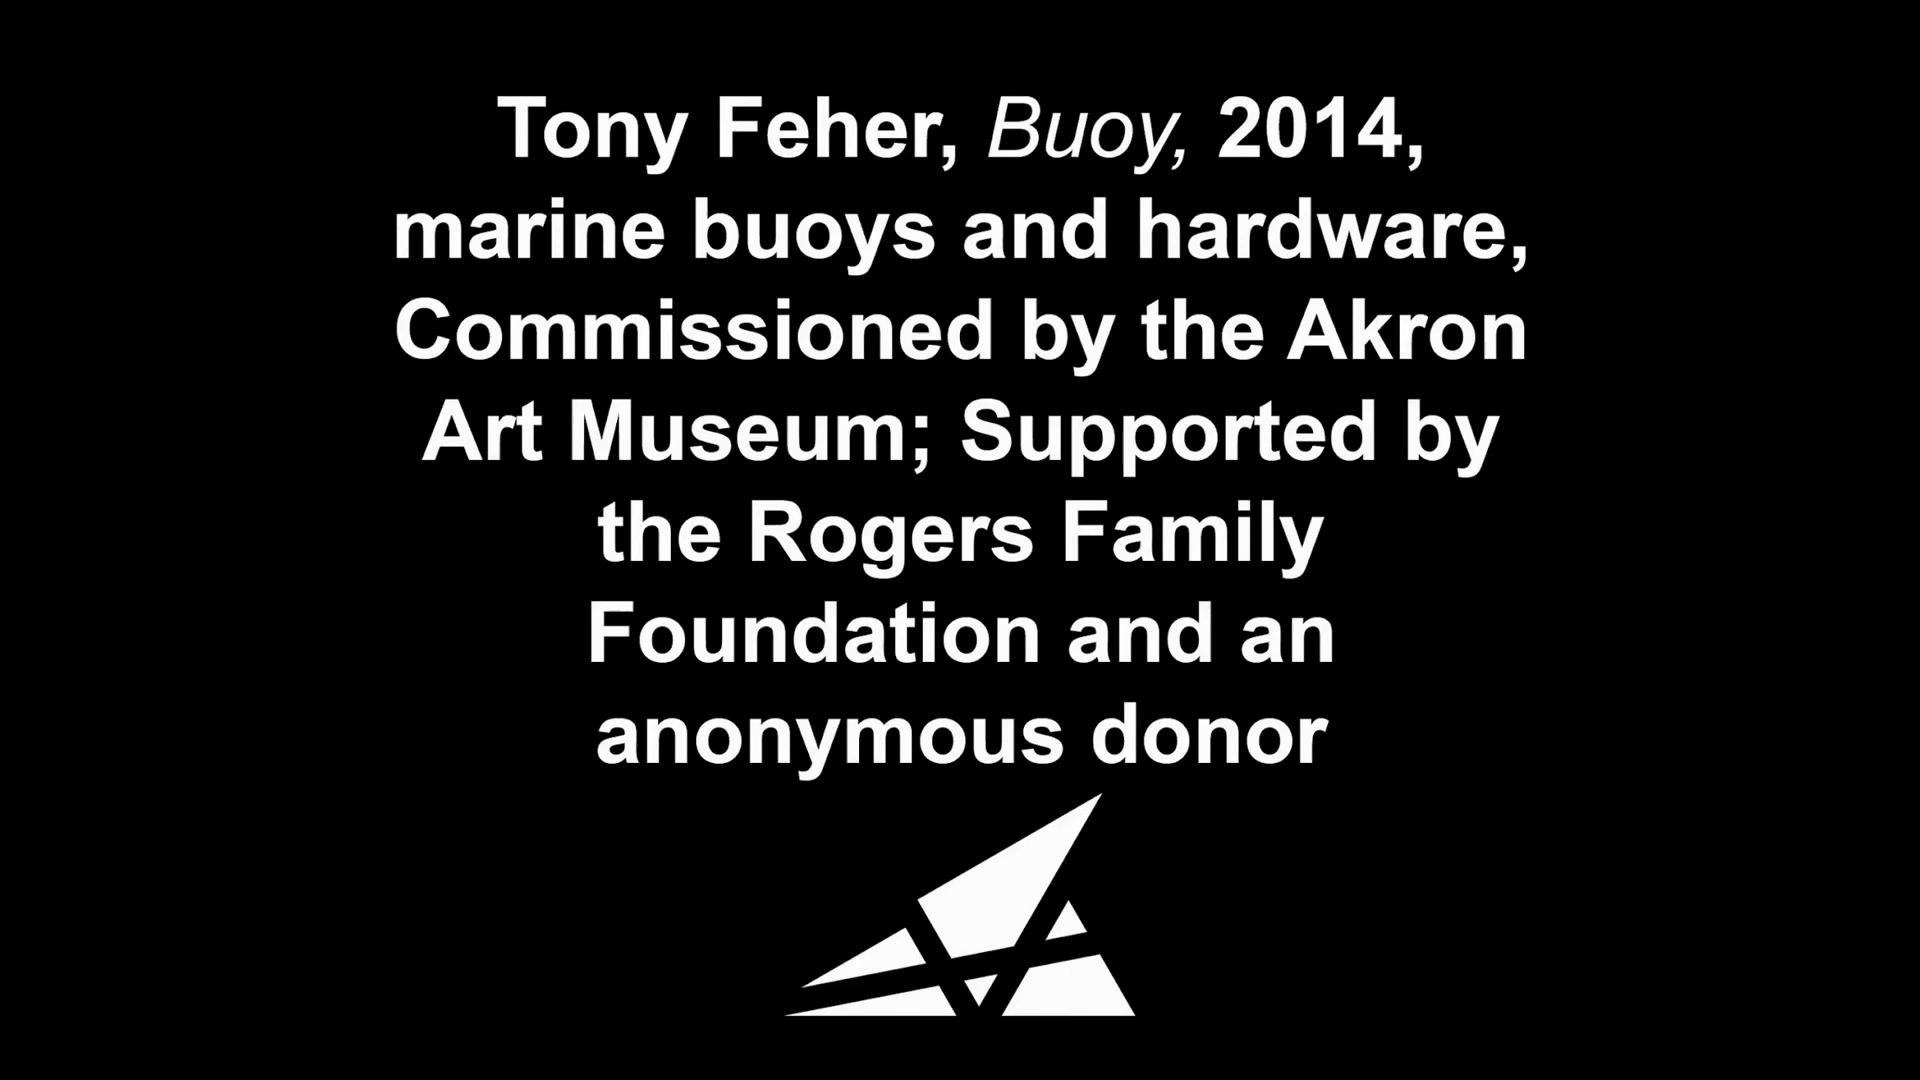 Tony Feher, Buoy, 2014,
marine buoys and hardware,
Commissioned by the Akron
Art Museum; Supported by
the Rogers Family
Foundation and an
anonymous donor